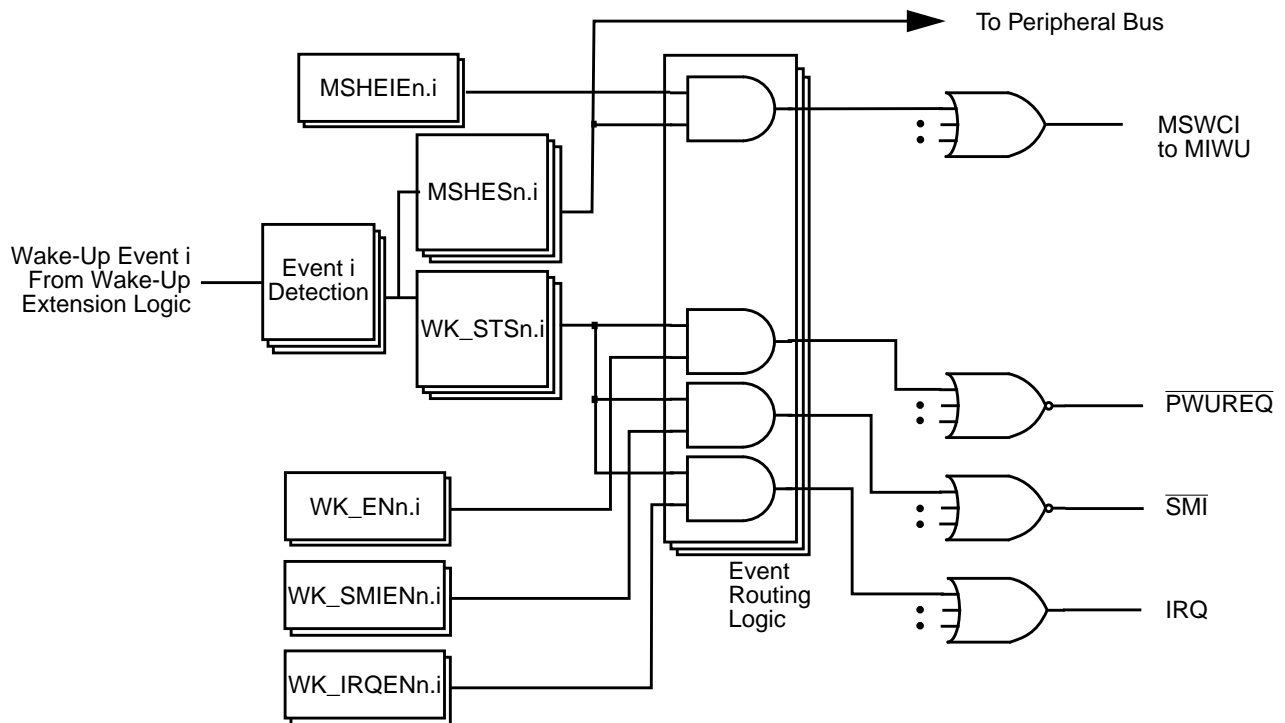 To Peripheral Bus
MSHEIEn.i
MSWCI
to MIWU
MSHESn.i
Wake-Up Event i
From Wake-Up
Extension Logic
Event i
Detection
WK_STSn.i
PWUREQ
WK_ENn.i
SMI
Event
Routing
Logic
WK_SMIENn.i
IRQ
WK_IRQENn.i